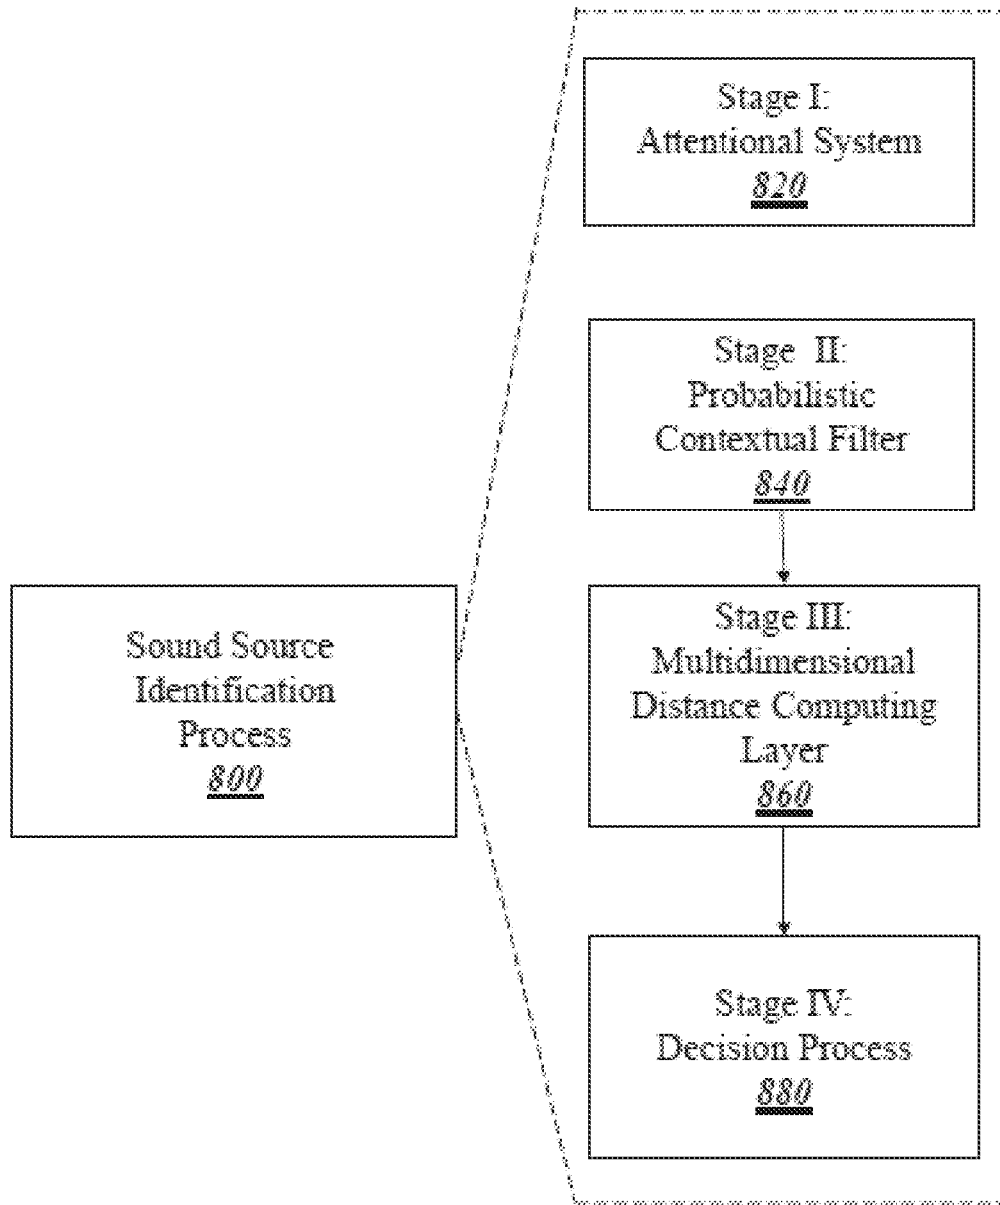 Stage I:
Attentional System
820
Stage II:
Probabilistic
Contextual Filter
840
Sound Source
Identification
Process
800
Stage III:
Multidimensional
Distance Computing
Layer
860
Stage IV:
Decision Process
880